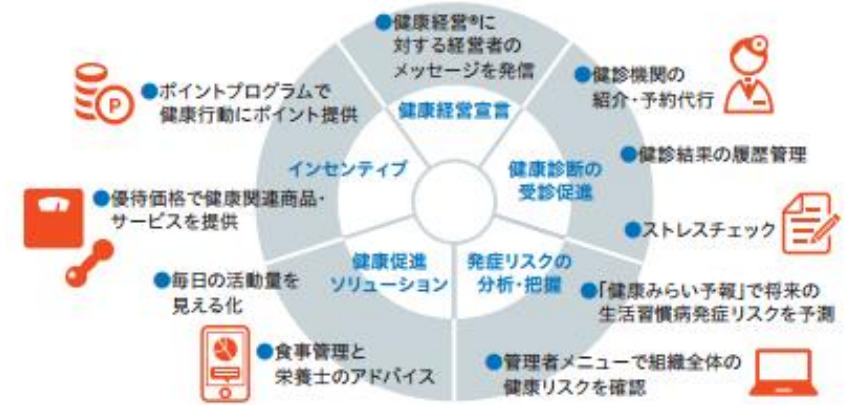 ●健康経営®に
対する経営者の
メッセージを発信
健康経営宣言
●健診機関の
紹介・予約代行
●健診結果の履歴管理
健康診断の
受診促進
●ストレスチェック
●「健康みらい予報」で将来の
生活習慣病発症リスクを予測
●管理者メニューで組織全体の
健康リスクを確認
発症リスクの
分析・把握
健康促進
ソリューション
●食事管理と
栄養士のアドバイス
●毎日の活動量を
見える化
●優待価格で健康関連商品・
サービスを提供
インセンティブ
●ポイントプログラムで
健康行動にポイント提供
P